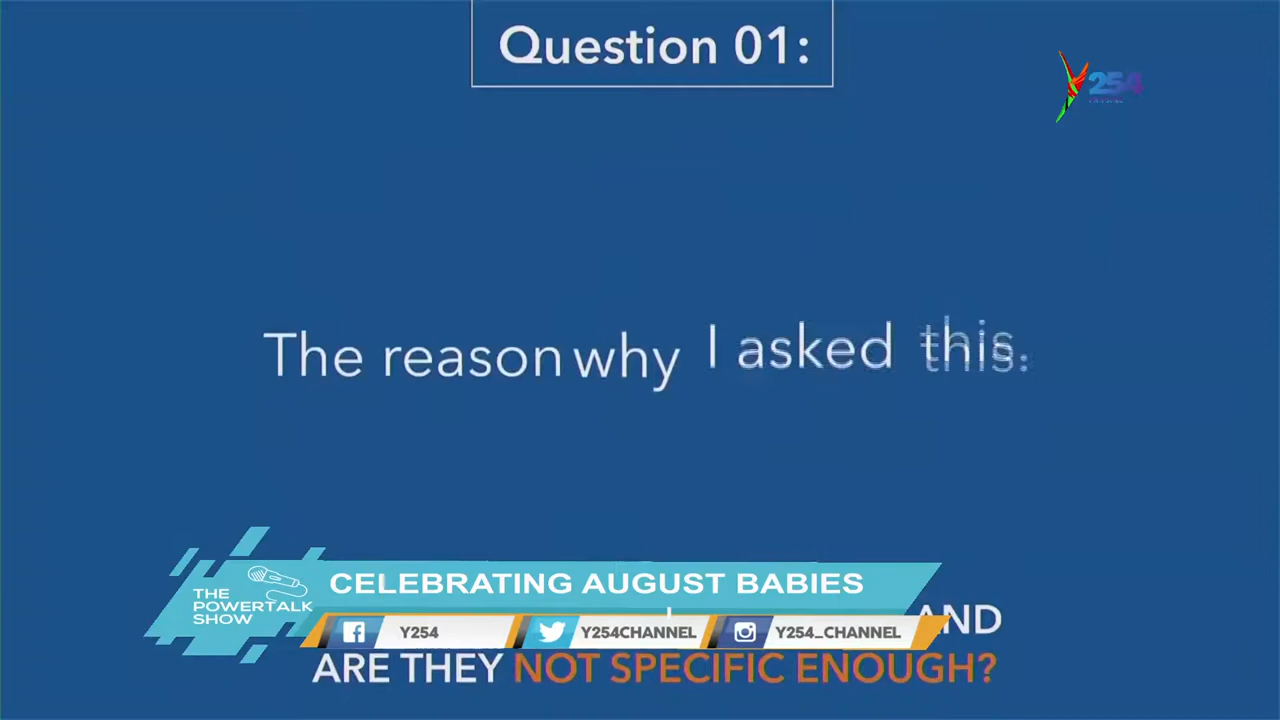 Question 01:
254
The reason why I asked this.
CELEBRATING AUGUST BABIES
THE
POWERTALK
SHOW
AND
Y254
Y254CHANNEL
Y254_CHANNEL
ARE THEY NOT SPECIFIC ENOUGH?